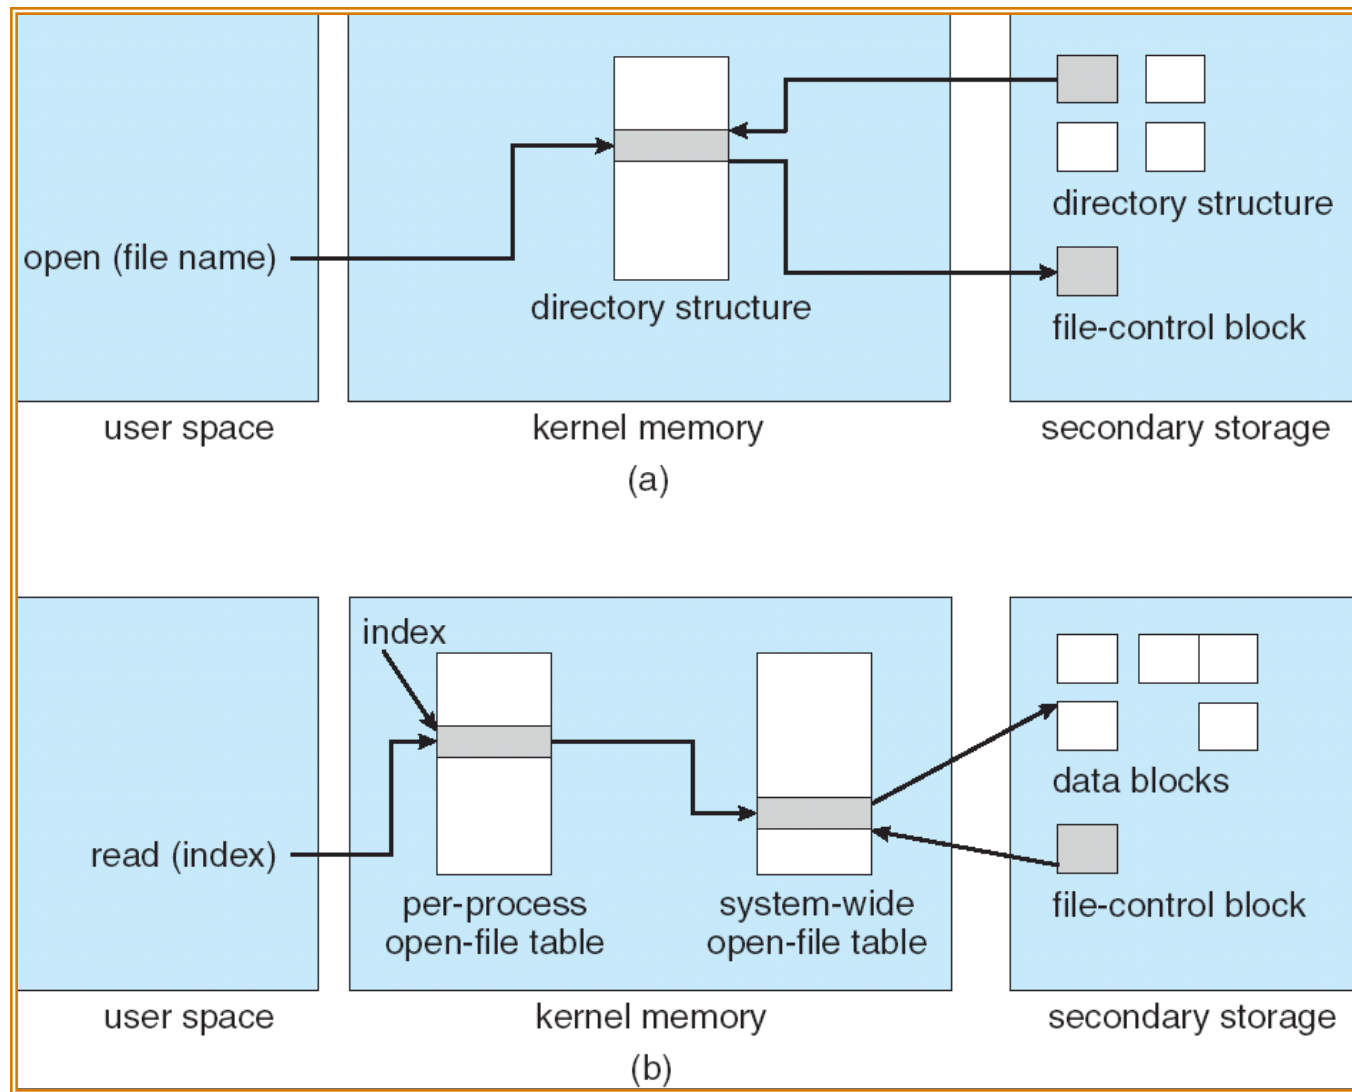 open (file name)
directory structure
directory structure
file-control block
user space
kernel memory
secondary storage
(a)
index
read (index)
per-process
open-file table
system-wide
open-file table
data blocks
file-control block
user space
kernel memory
secondary storage
(b)